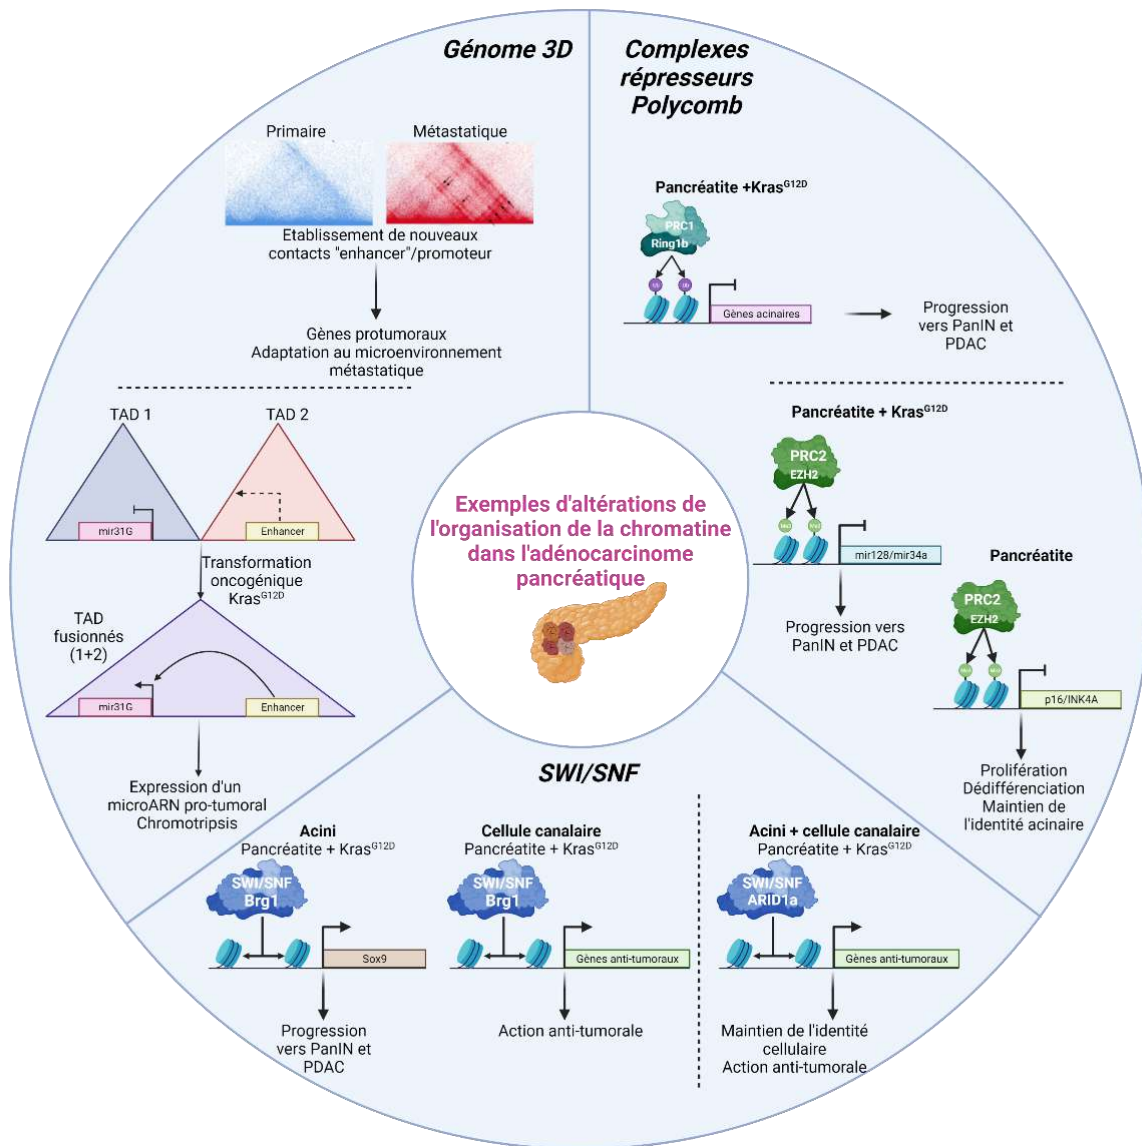 Génome 3D
Primaire
Métastatique
Etablissement de nouveaux
contacts "enhancer"/promoteur
Gènes protumoraux
Adaptation au microenvironnement
métastatique
TAD 1
TAD 2
mir31G
Enhancer
Transformation
oncogénique
Kras^G12D
TAD
fusionnés
(1+2)
mir31G
Enhancer
Expression d'un
microARN pro-tumoral
Chromotripsis
Complexes
répresseurs
Polycomb
Pancréatite +Kras^G12D
PRC1
Ring1b
Ub
Ub
Gènes acinaires
Progression
vers PanIN et
PDAC
Pancréatite + Kras^G12D
PRC2
EZH2
Me3
Me3
mir128/mir34a
Progression vers
PanIN et PDAC
Pancréatite
PRC2
EZH2
Me3
Me3
p16/INK4A
Prolifération
Dédifférenciation
Maintien de
l'identité acinaire
Exemples d'altérations de
l'organisation de la chromatine
dans l'adénocarcinome
pancréatique
SWI/SNF
Acini
Pancréatite + Kras^G12D
SWI/SNF
Brg1
Sox9
Progression
vers PanIN et
PDAC
Cellule canalaire
Pancréatite + Kras^G12D
SWI/SNF
Brg1
Gènes anti-tumoraux
Action anti-tumorale
Acini + cellule canalaire
Pancréatite + Kras^G12D
SWI/SNF
ARID1a
Gènes anti-tumoraux
Maintien de l'identité
cellulaire
Action anti-tumorale